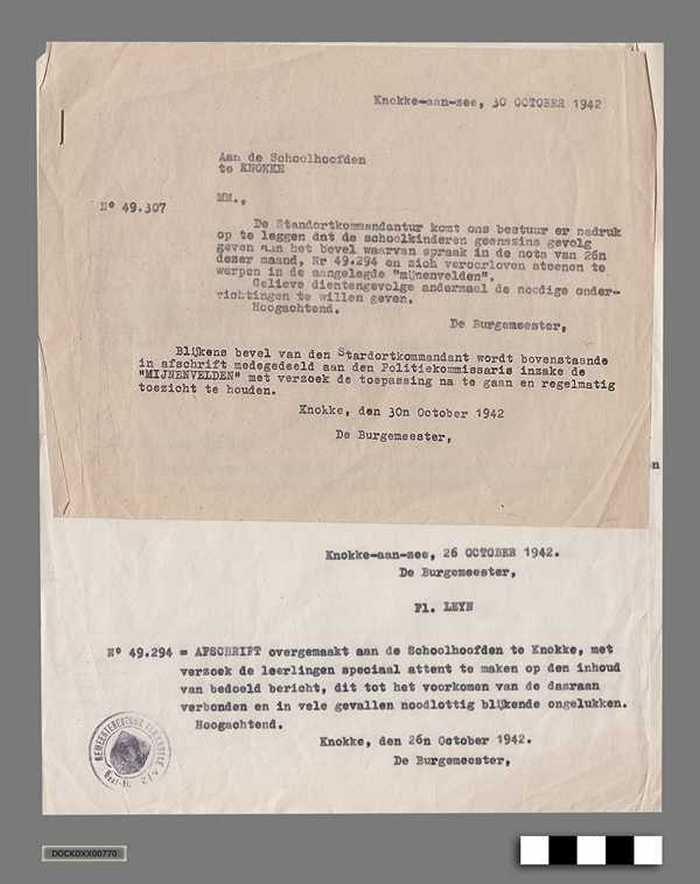 Knokke-aan-see, 30 OCTOBER 1942
Aan de Schoolhoofden
te KNOKKE
MM.,
N° 49.307
De Standortkommandantur komt ons bestuur er nadruk
op te leggen dat de schoolkinderen geenszins gevolg
geven aan het bevel waarvan spraak in de nota van 26n
dezer maand, Nr 49.294 en zich veroorloven steenen te
werpen in de aangelegde "mijnenvelden".
Gelieve dientengevolge andermaal de noodige onder-
richtingen te willen geven.
Hoogachtend.
De Burgemeester,
Blijkens bevel van den Stardortkommandant wordt bovenstaande
in afschrift medegedeeld aan den Politiekommissaris inzake de
"MIJNENVELDEN" met verzoek de toepassing na te gaan en regelmatig
toezicht te houden.
Knokke, den 30n October 1942
De Burgemeester,
n
Knokke-aan-see, 26 OCTOBER 1942.
De Burgemeester,
Fl. LEYN
N° 49.294 = AFSCHRIFT overgemaakt aan de Schoolhoofden te Knokke, met
verzoek de leerlingen speciaal attent te maken op den inhoud
van bedoeld bericht, dit tot het voorkomen van de daaraan
verbonden en in vele gevallen noodlottig blijkende ongelukken.
Hoogachtend.
Knokke, den 26n October 1942.
De Burgemeester,
DOCK0XX00770